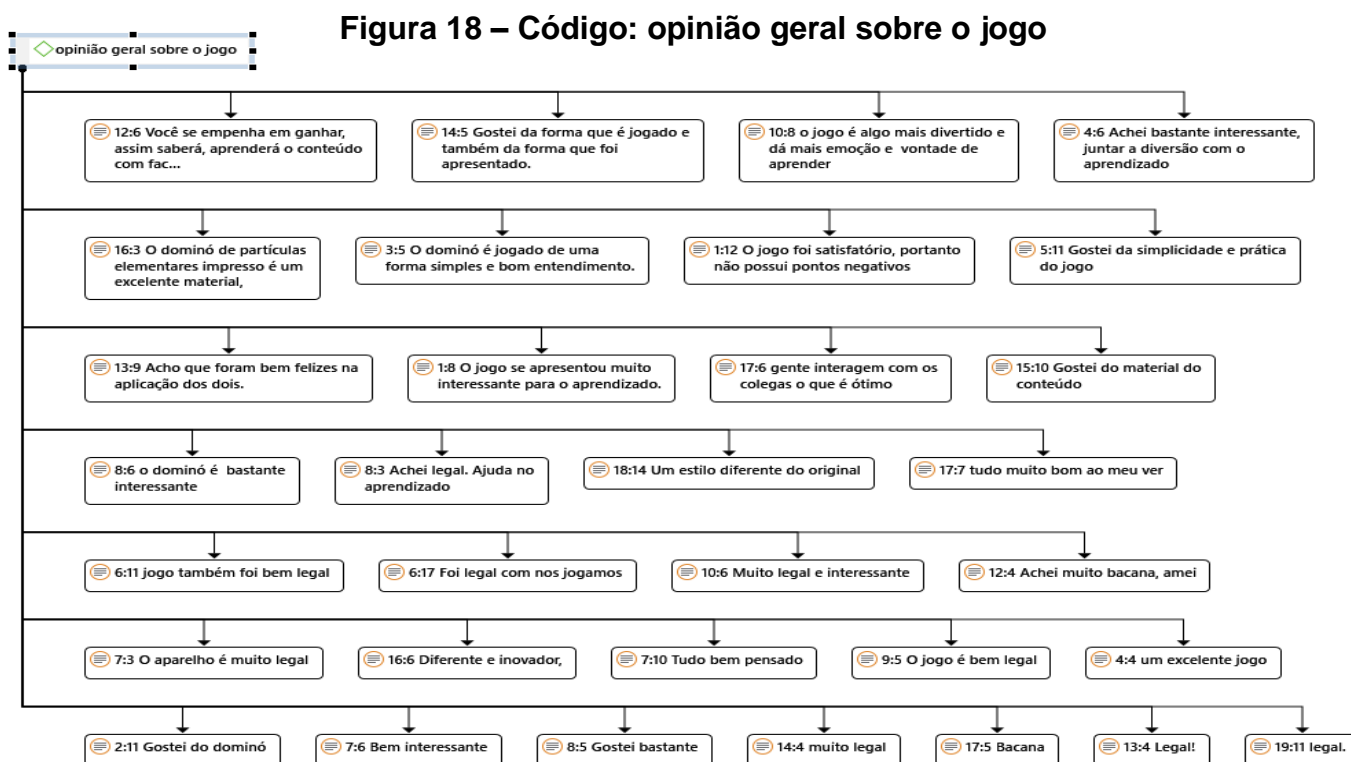 Figura 18 – Código: opinião geral sobre o jogo
opinião geral sobre o jogo
12:6 Você se empenha em ganhar,
assim saberá, aprenderá o conteúdo
com fac...
14:5 Gostei da forma que é jogado e
também da forma que foi
apresentado.
10:8 o jogo é algo mais divertido e
dá mais emoção e vontade de
aprender
4:6 Achei bastante interessante,
juntar a diversão com o
aprendizado
16:3 O dominó de partículas
elementares impresso é um
excelente material,
3:5 O dominó é jogado de uma
forma simples e bom entendimento.
1:12 O jogo foi satisfatório, portanto
não possui pontos negativos
5:11 Gostei da simplicidade e prática
do jogo
13:9 Acho que foram bem felizes na
aplicação dos dois.
1:8 O jogo se apresentou muito
interessante para o aprendizado.
17:6 gente interagem com os
colegas o que é ótimo
15:10 Gostei do material do
conteúdo
8:6 o dominó é bastante
interessante
8:3 Achei legal. Ajuda no
aprendizado
18:14 Um estilo diferente do original
17:7 tudo muito bom ao meu ver
6:11 jogo também foi bem legal
6:17 Foi legal com nos jogamos
10:6 Muito legal e interessante
12:4 Achei muito bacana, amei
7:3 O aparelho é muito legal
16:6 Diferente e inovador,
7:10 Tudo bem pensado
9:5 O jogo é bem legal
4:4 um excelente jogo
2:11 Gostei do dominó
7:6 Bem interessante
8:5 Gostei bastante
14:4 muito legal
17:5 Bacana
13:4 Legal!
19:11 legal.